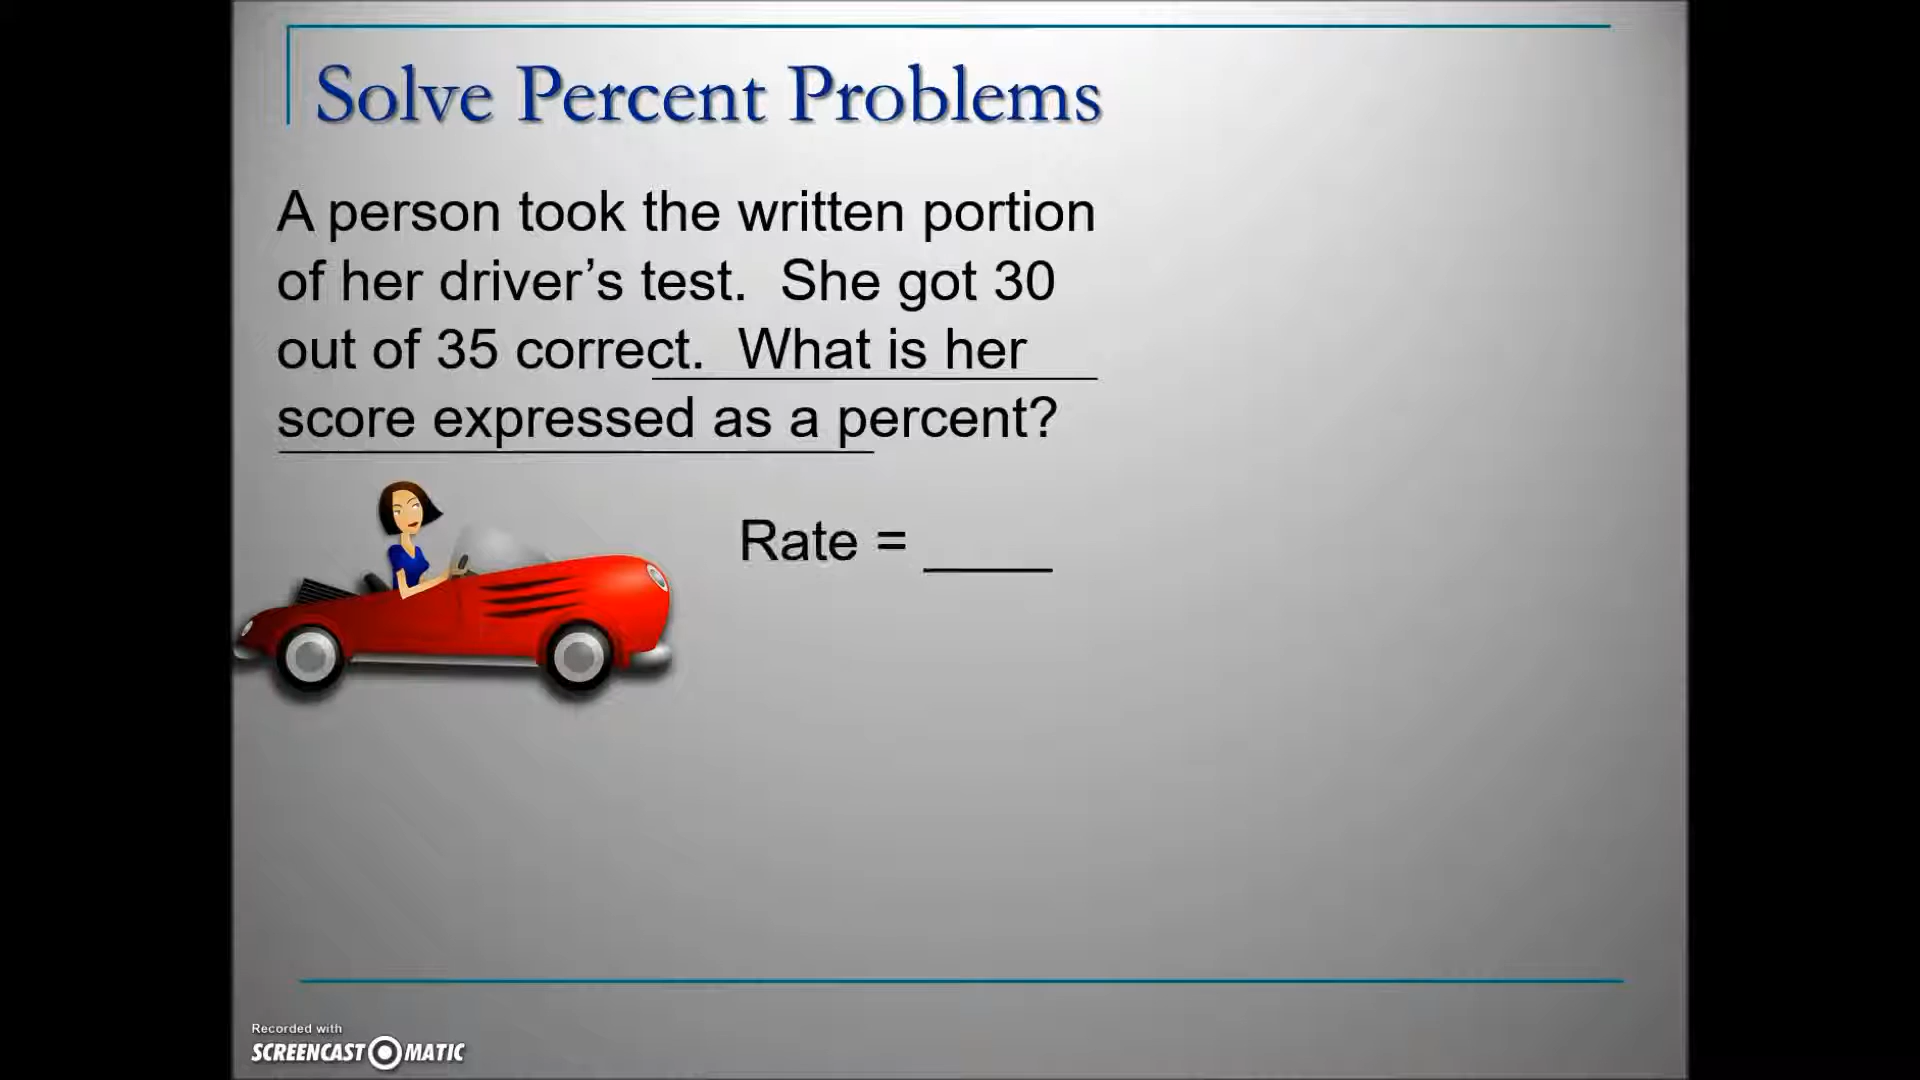 Solve Percent Problems
A person took the written portion
of her driver’s test. She got 30
out of 35 correct. What is her
score expressed as a percent?
Rate = ____
Recorded with
SCREENCAST MATIC